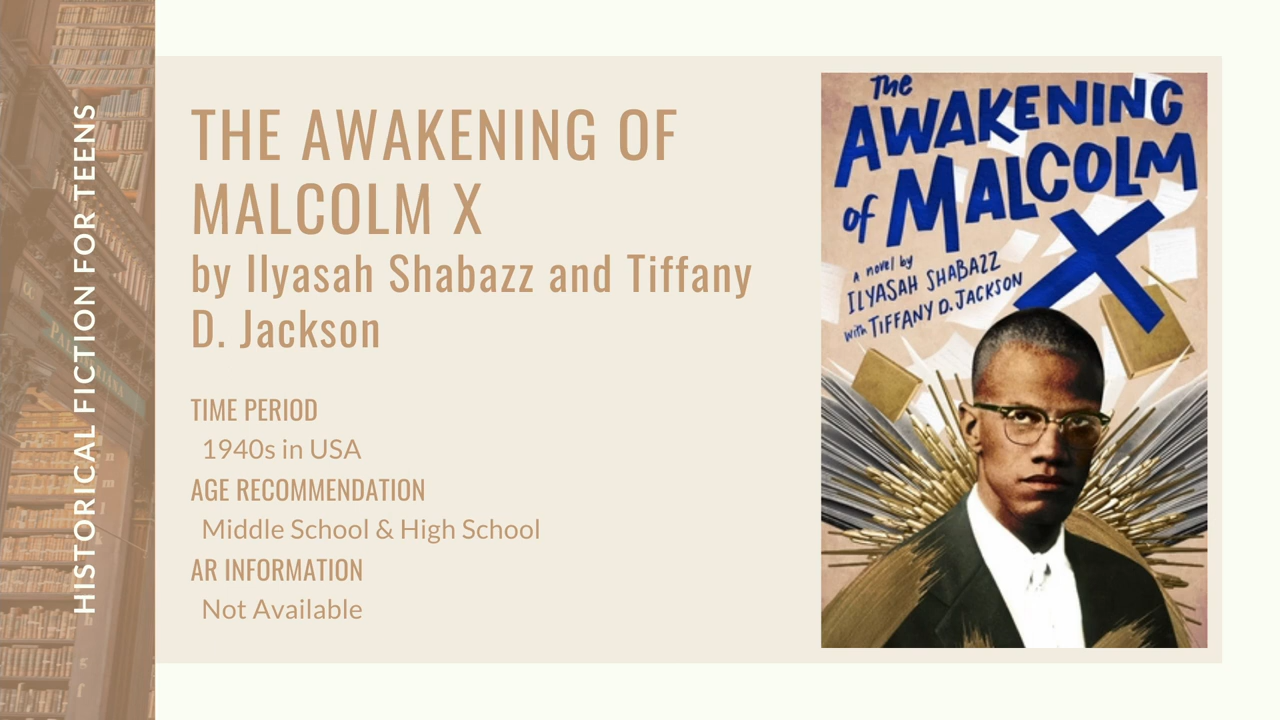 HISTORICAL FICTION FOR TEENS
THE AWAKENING OF
MALCOLM X
by Ilyasah Shabazz and Tiffany
D. Jackson
TIME PERIOD
1940s in USA
AGE RECOMMENDATION
Middle School & High School
AR INFORMATION
Not Available
The
AWAKENING
of MALCOLM
X
a novel by
ILYASAH SHABAZZ
with TIFFANY D. JACKSON